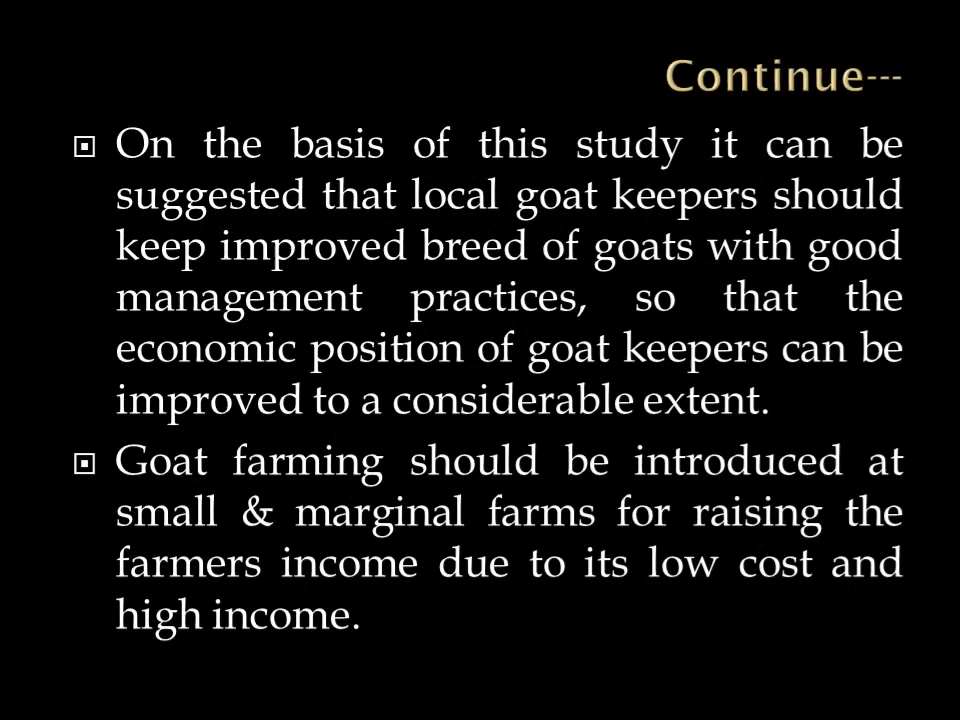 Continue---
On the basis of this study it can be
suggested that local goat keepers should
keep improved breed of goats with good
management practices, so that the
economic position of goat keepers can be
improved to a considerable extent.
Goat farming should be introduced at
small & marginal farms for raising the
farmers income due to its low cost and
high income.